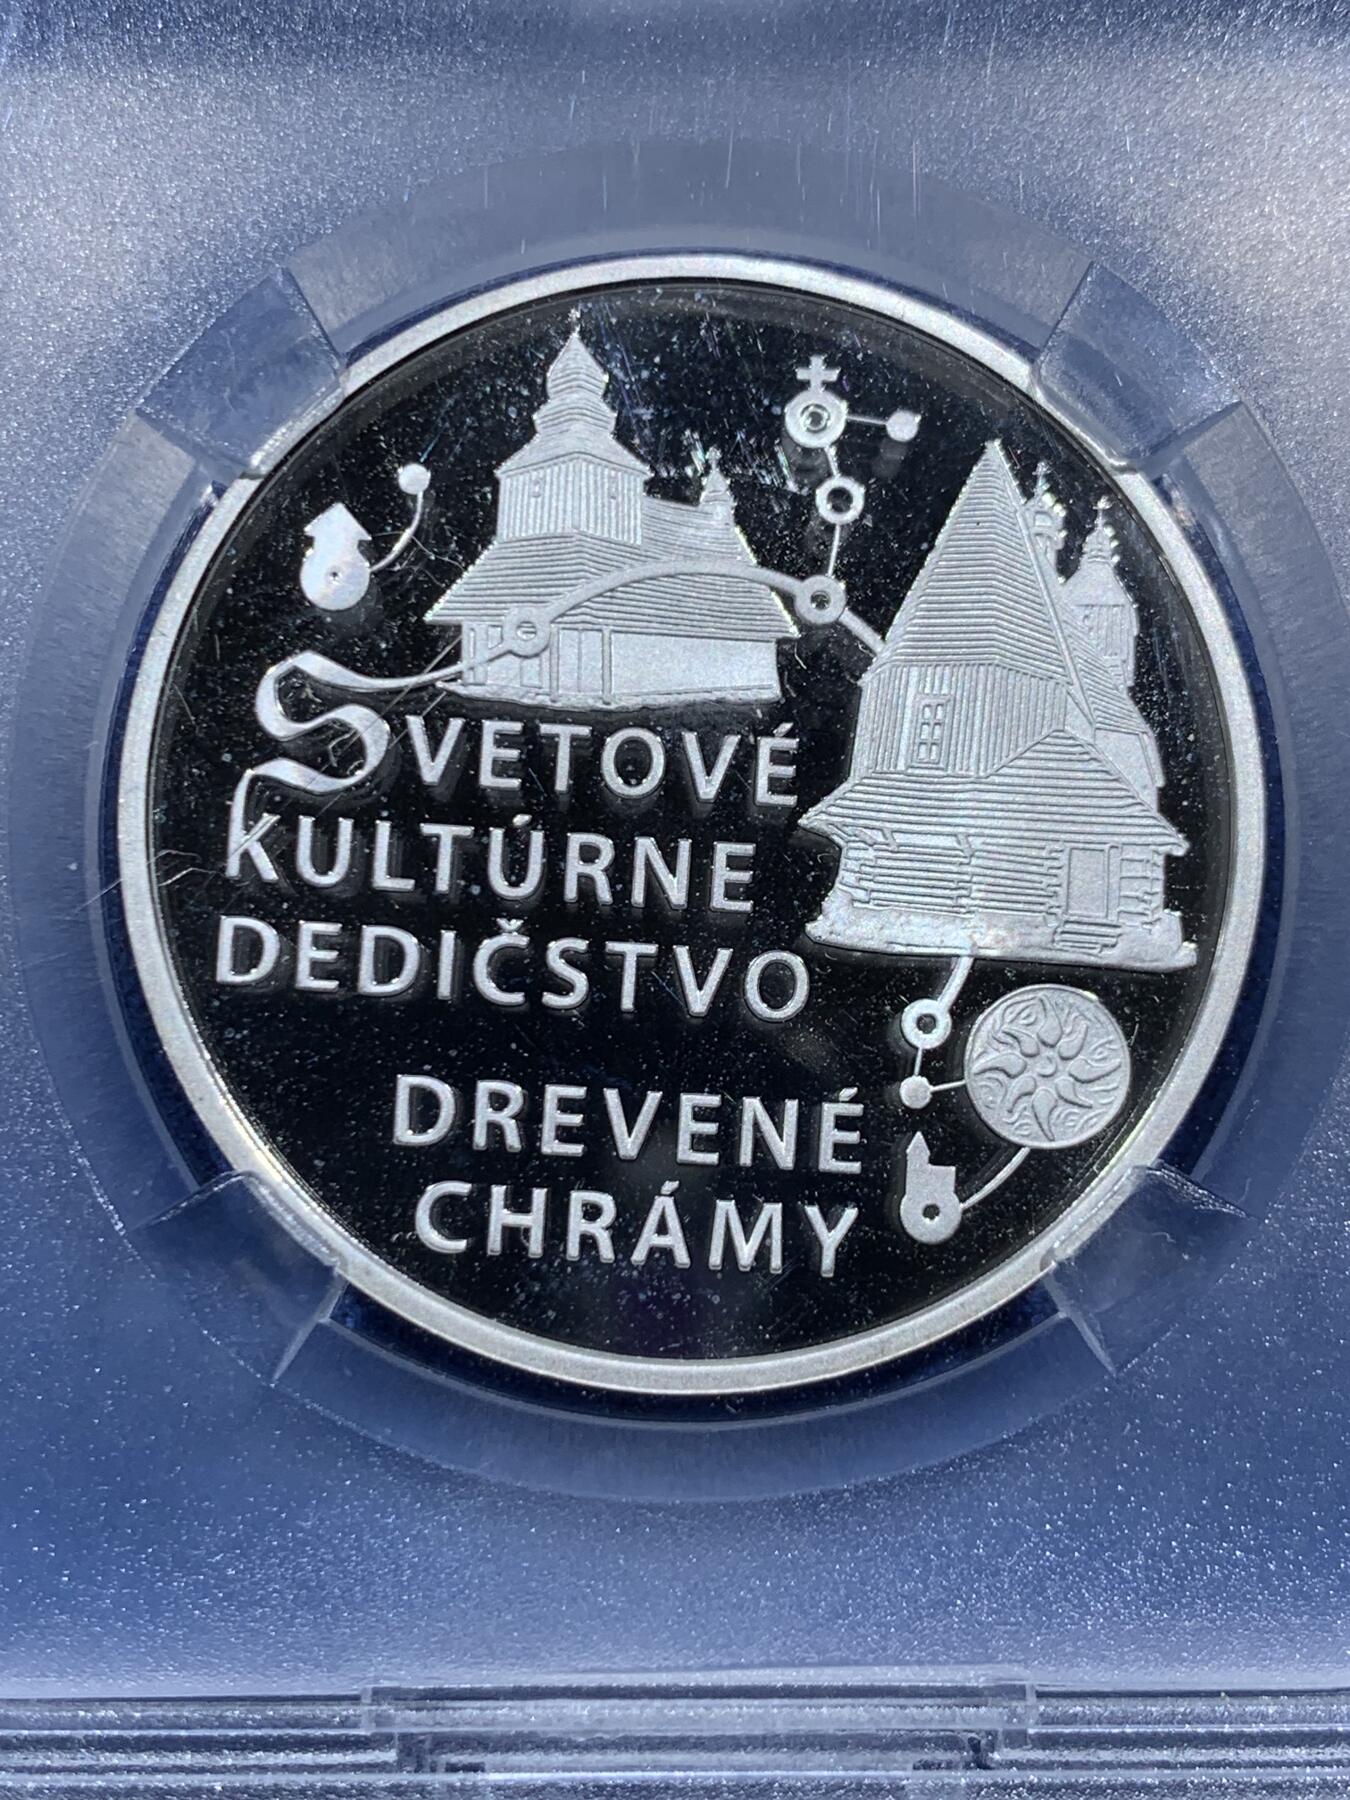 SVETOVÉ
KULTÚRNE
DEDIČSTVO
DREVENÉ
CHRÁMY